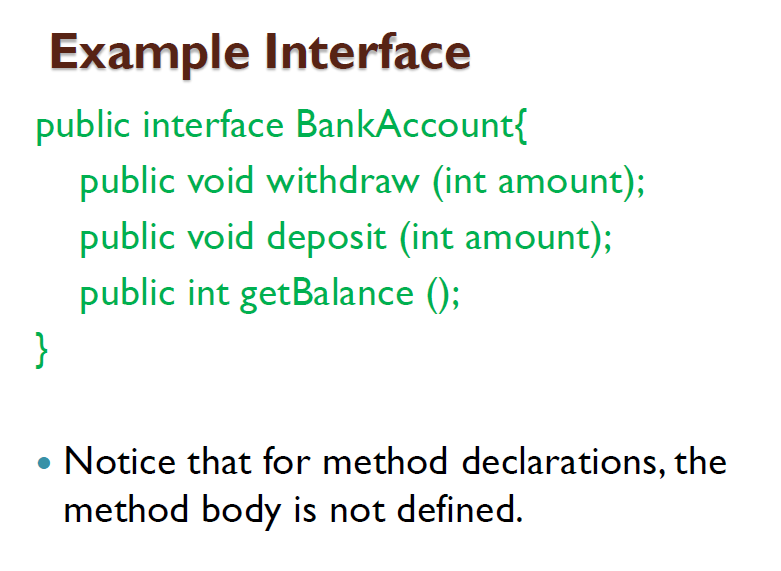 Example Interface
public interface BankAccount{
public void withdraw (int amount);
public void deposit (int amount);
public int getBalance ();
}
• Notice that for method declarations, the
method body is not defined.